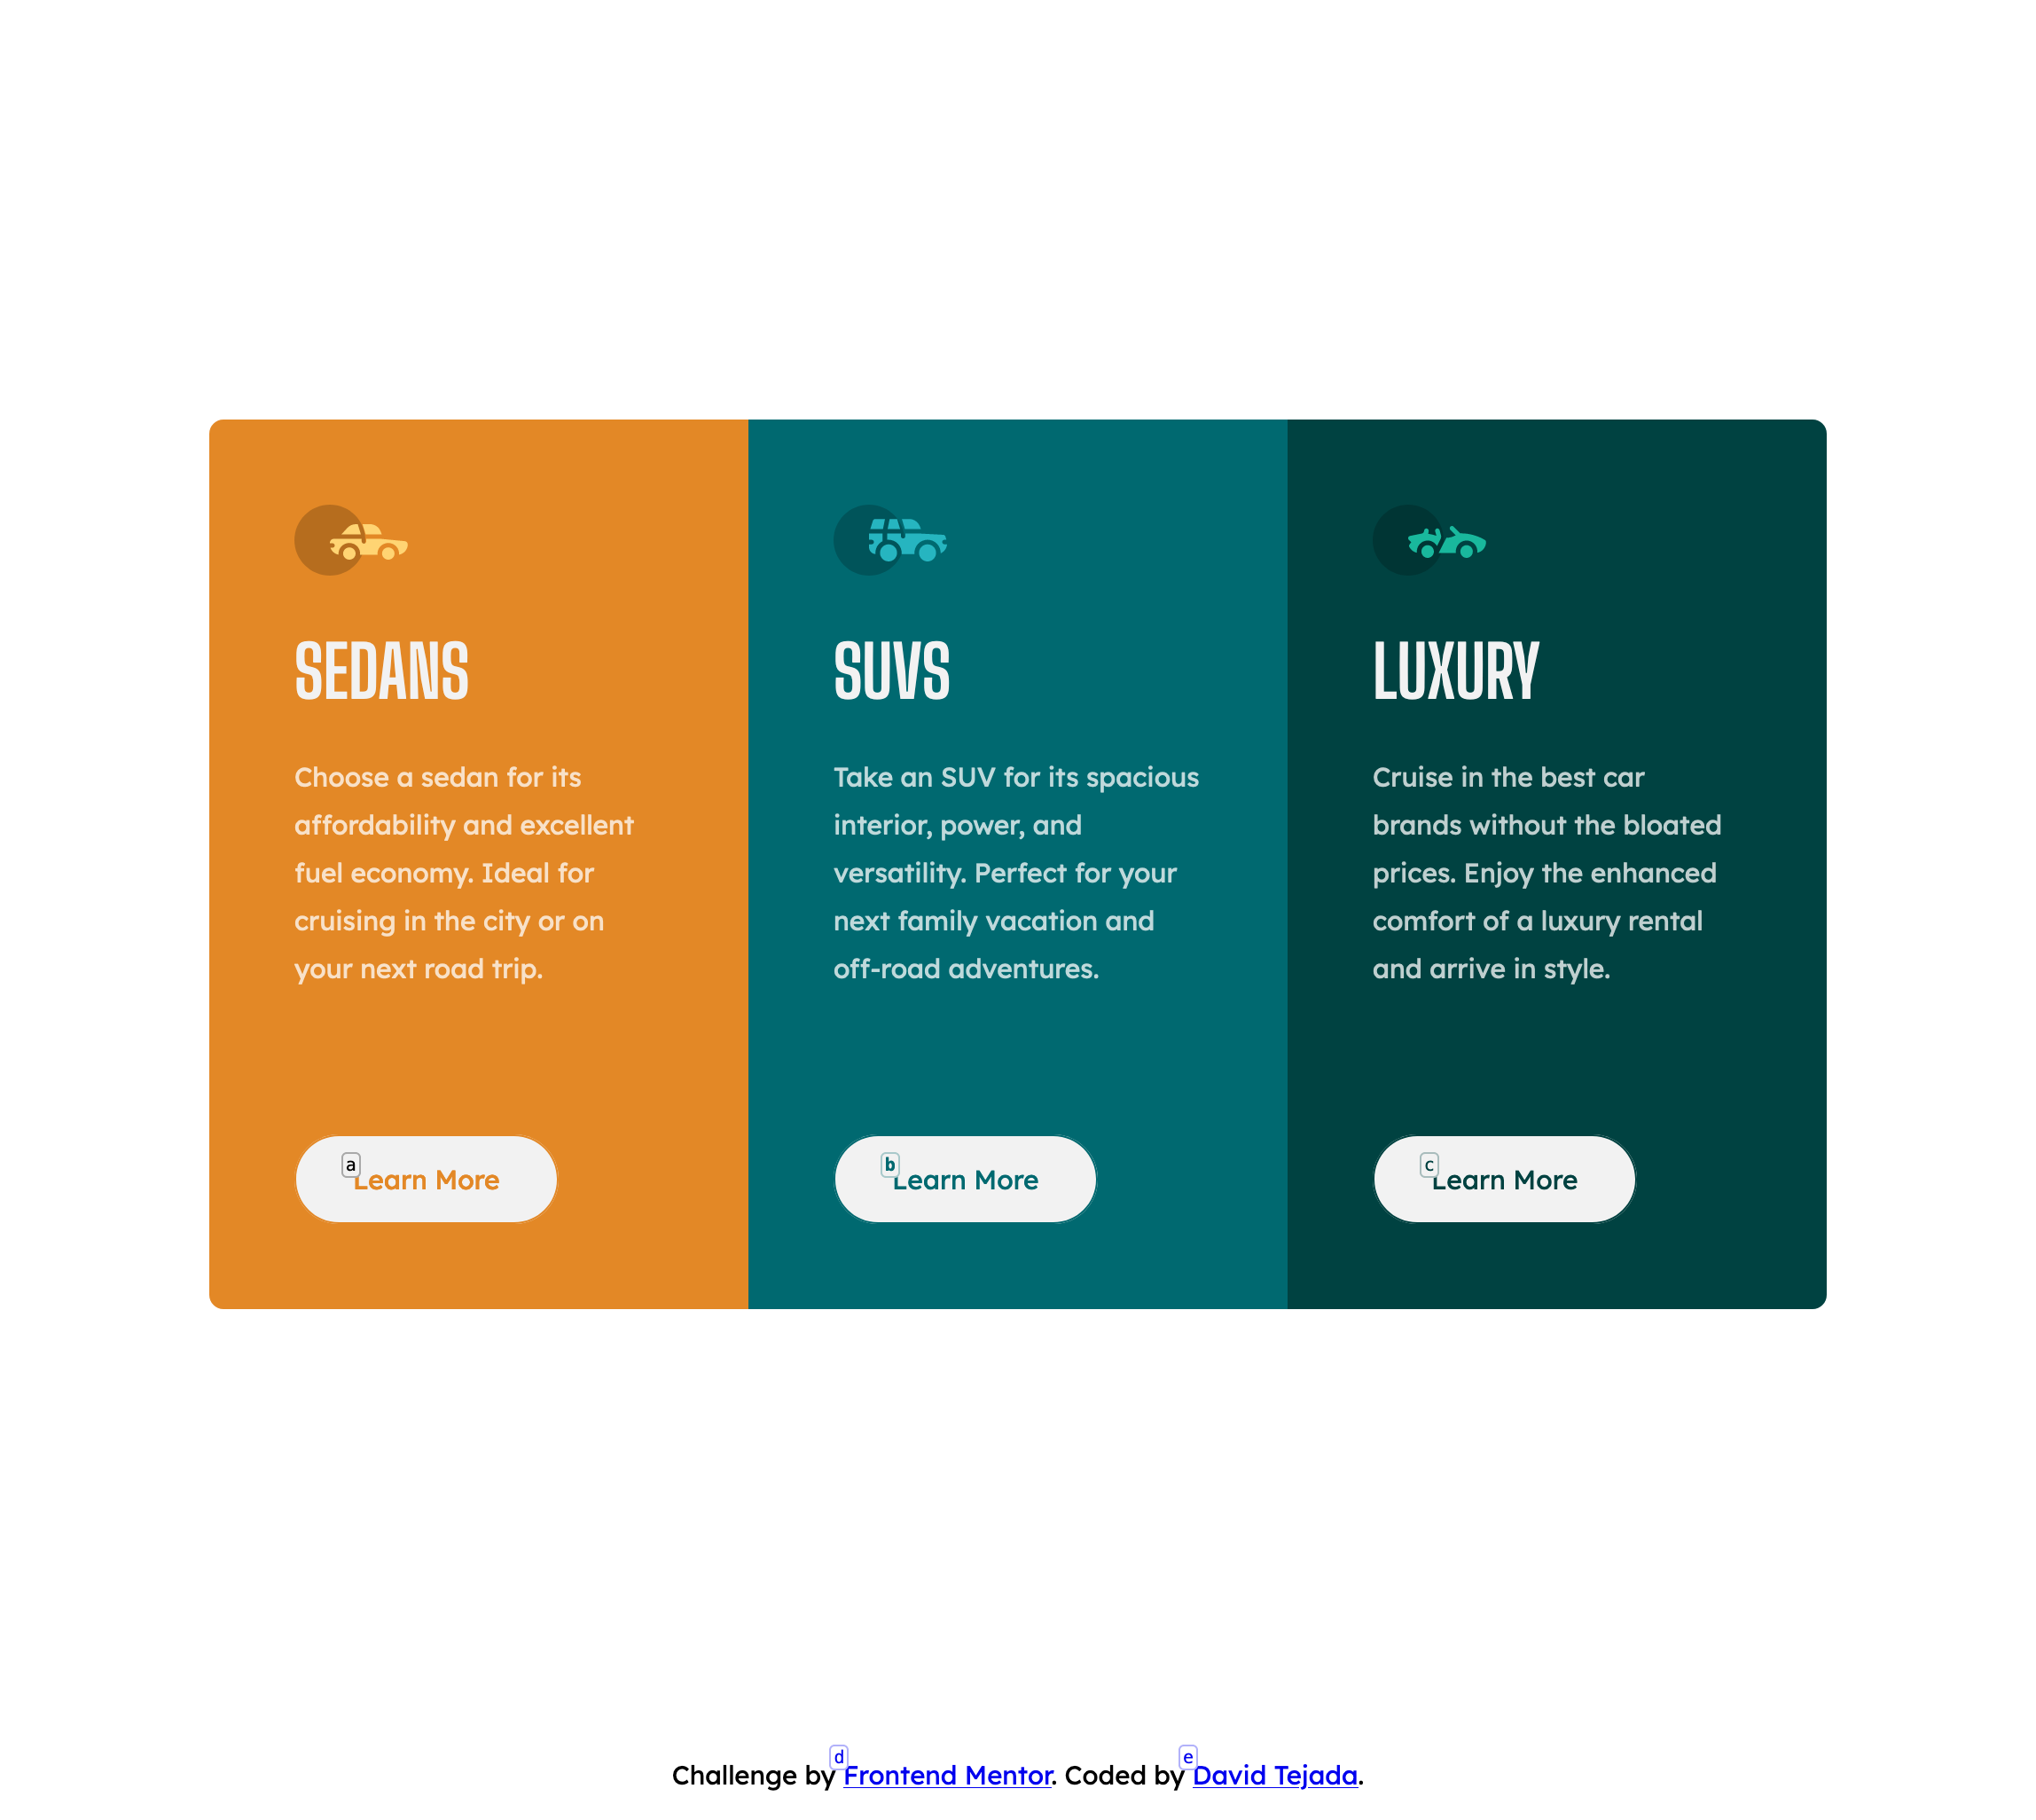 SEDANS
Choose a sedan for its
affordability and excellent
fuel economy. Ideal for
cruising in the city or on
your next road trip.
a
Learn More
SUVS
Take an SUV for its spacious
interior, power, and
versatility. Perfect for your
next family vacation and
off-road adventures.
b
Learn More
LUXURY
Cruise in the best car
brands without the bloated
prices. Enjoy the enhanced
comfort of a luxury rental
and arrive in style.
c
Learn More
d e
Challenge by Frontend Mentor. Coded by David Tejada.